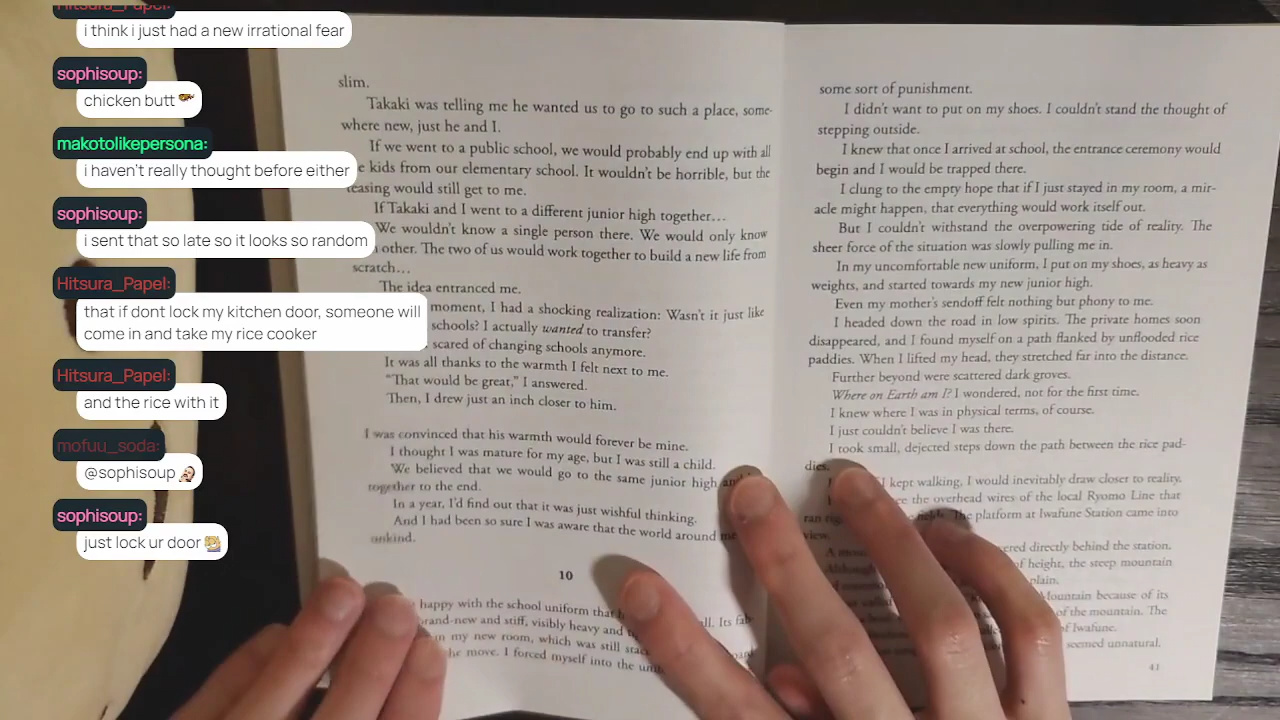 Hitsura_Papel:
i think i just had a new irrational fear
sophisoup:
chicken butt
makotolikepersona:
i haven't really thought before either
sophisoup:
i sent that so late so it looks so random
Hitsura_Papel:
that if dont lock my kitchen door, someone will
come in and take my rice cooker
Hitsura_Papel:
and the rice with it
mofuu_soda:
@sophisoup
sophisoup:
just lock ur door
slim.
Takaki was telling me he wanted us to go to such a place, some-
where new, just he and I.
If we went to a public school, we would probably end up with all
kids from our elementary school. It wouldn't be horrible, but the
teasing would still get to me.
If Takaki and I went to a different junior high together…
We wouldn't know a single person there. We would only know
other. The two of us would work together to build a new life from
scratch…
The idea entranced me.
moment, I had a shocking realization: Wasn't it just like
schools? I actually wanted to transfer?
scared of changing schools anymore.
It was all thanks to the warmth I felt next to me.
"That would be great," I answered.
Then, I drew just an inch closer to him.
I was convinced that his warmth would forever be mine.
I thought I was mature for my age, but I was still a child.
We believed that we would go to the same junior high
together to the end.
In a year, I'd find out that it was just wishful thinking.
And I had been so sure I was aware that the world around
unkind.
10
happy with the school uniform that
brand-new and stiff, visibly heavy and
in my new room, which was still
the move. I forced myself into the
some sort of punishment.
I didn't want to put on my shoes. I couldn't stand the thought of
stepping outside.
I knew that once I arrived at school, the entrance ceremony would
begin and I would be trapped there.
I clung to the empty hope that if I just stayed in my room, a mir-
acle might happen, that everything would work itself out.
But I couldn't withstand the overpowering tide of reality. The
sheer force of the situation was slowly pulling me in.
In my uncomfortable new uniform, I put on my shoes, as heavy as
weights, and started towards my new junior high.
Even my mother's sendoff felt nothing but phony to me.
I headed down the road in low spirits. The private homes soon
disappeared, and I found myself on a path flanked by unflooded rice
paddies. When I lifted my head, they stretched far into the distance.
Further beyond were scattered dark groves.
Where on Earth am I? I wondered, not for the first time.
I knew where I was in physical terms, of course.
I just couldn't believe I was there.
I took small, dejected steps down the path between the rice pad-
dies.
I kept walking, I would inevitably draw closer to reality.
see the overhead wires of the local Ryomo Line that
ran The platform at Iwafune Station came into
view.
directly behind the station.
of height, the steep mountain
plain.
Mountain because of its
of the mountain. The
of Iwafune.
seemed unnatural.
41